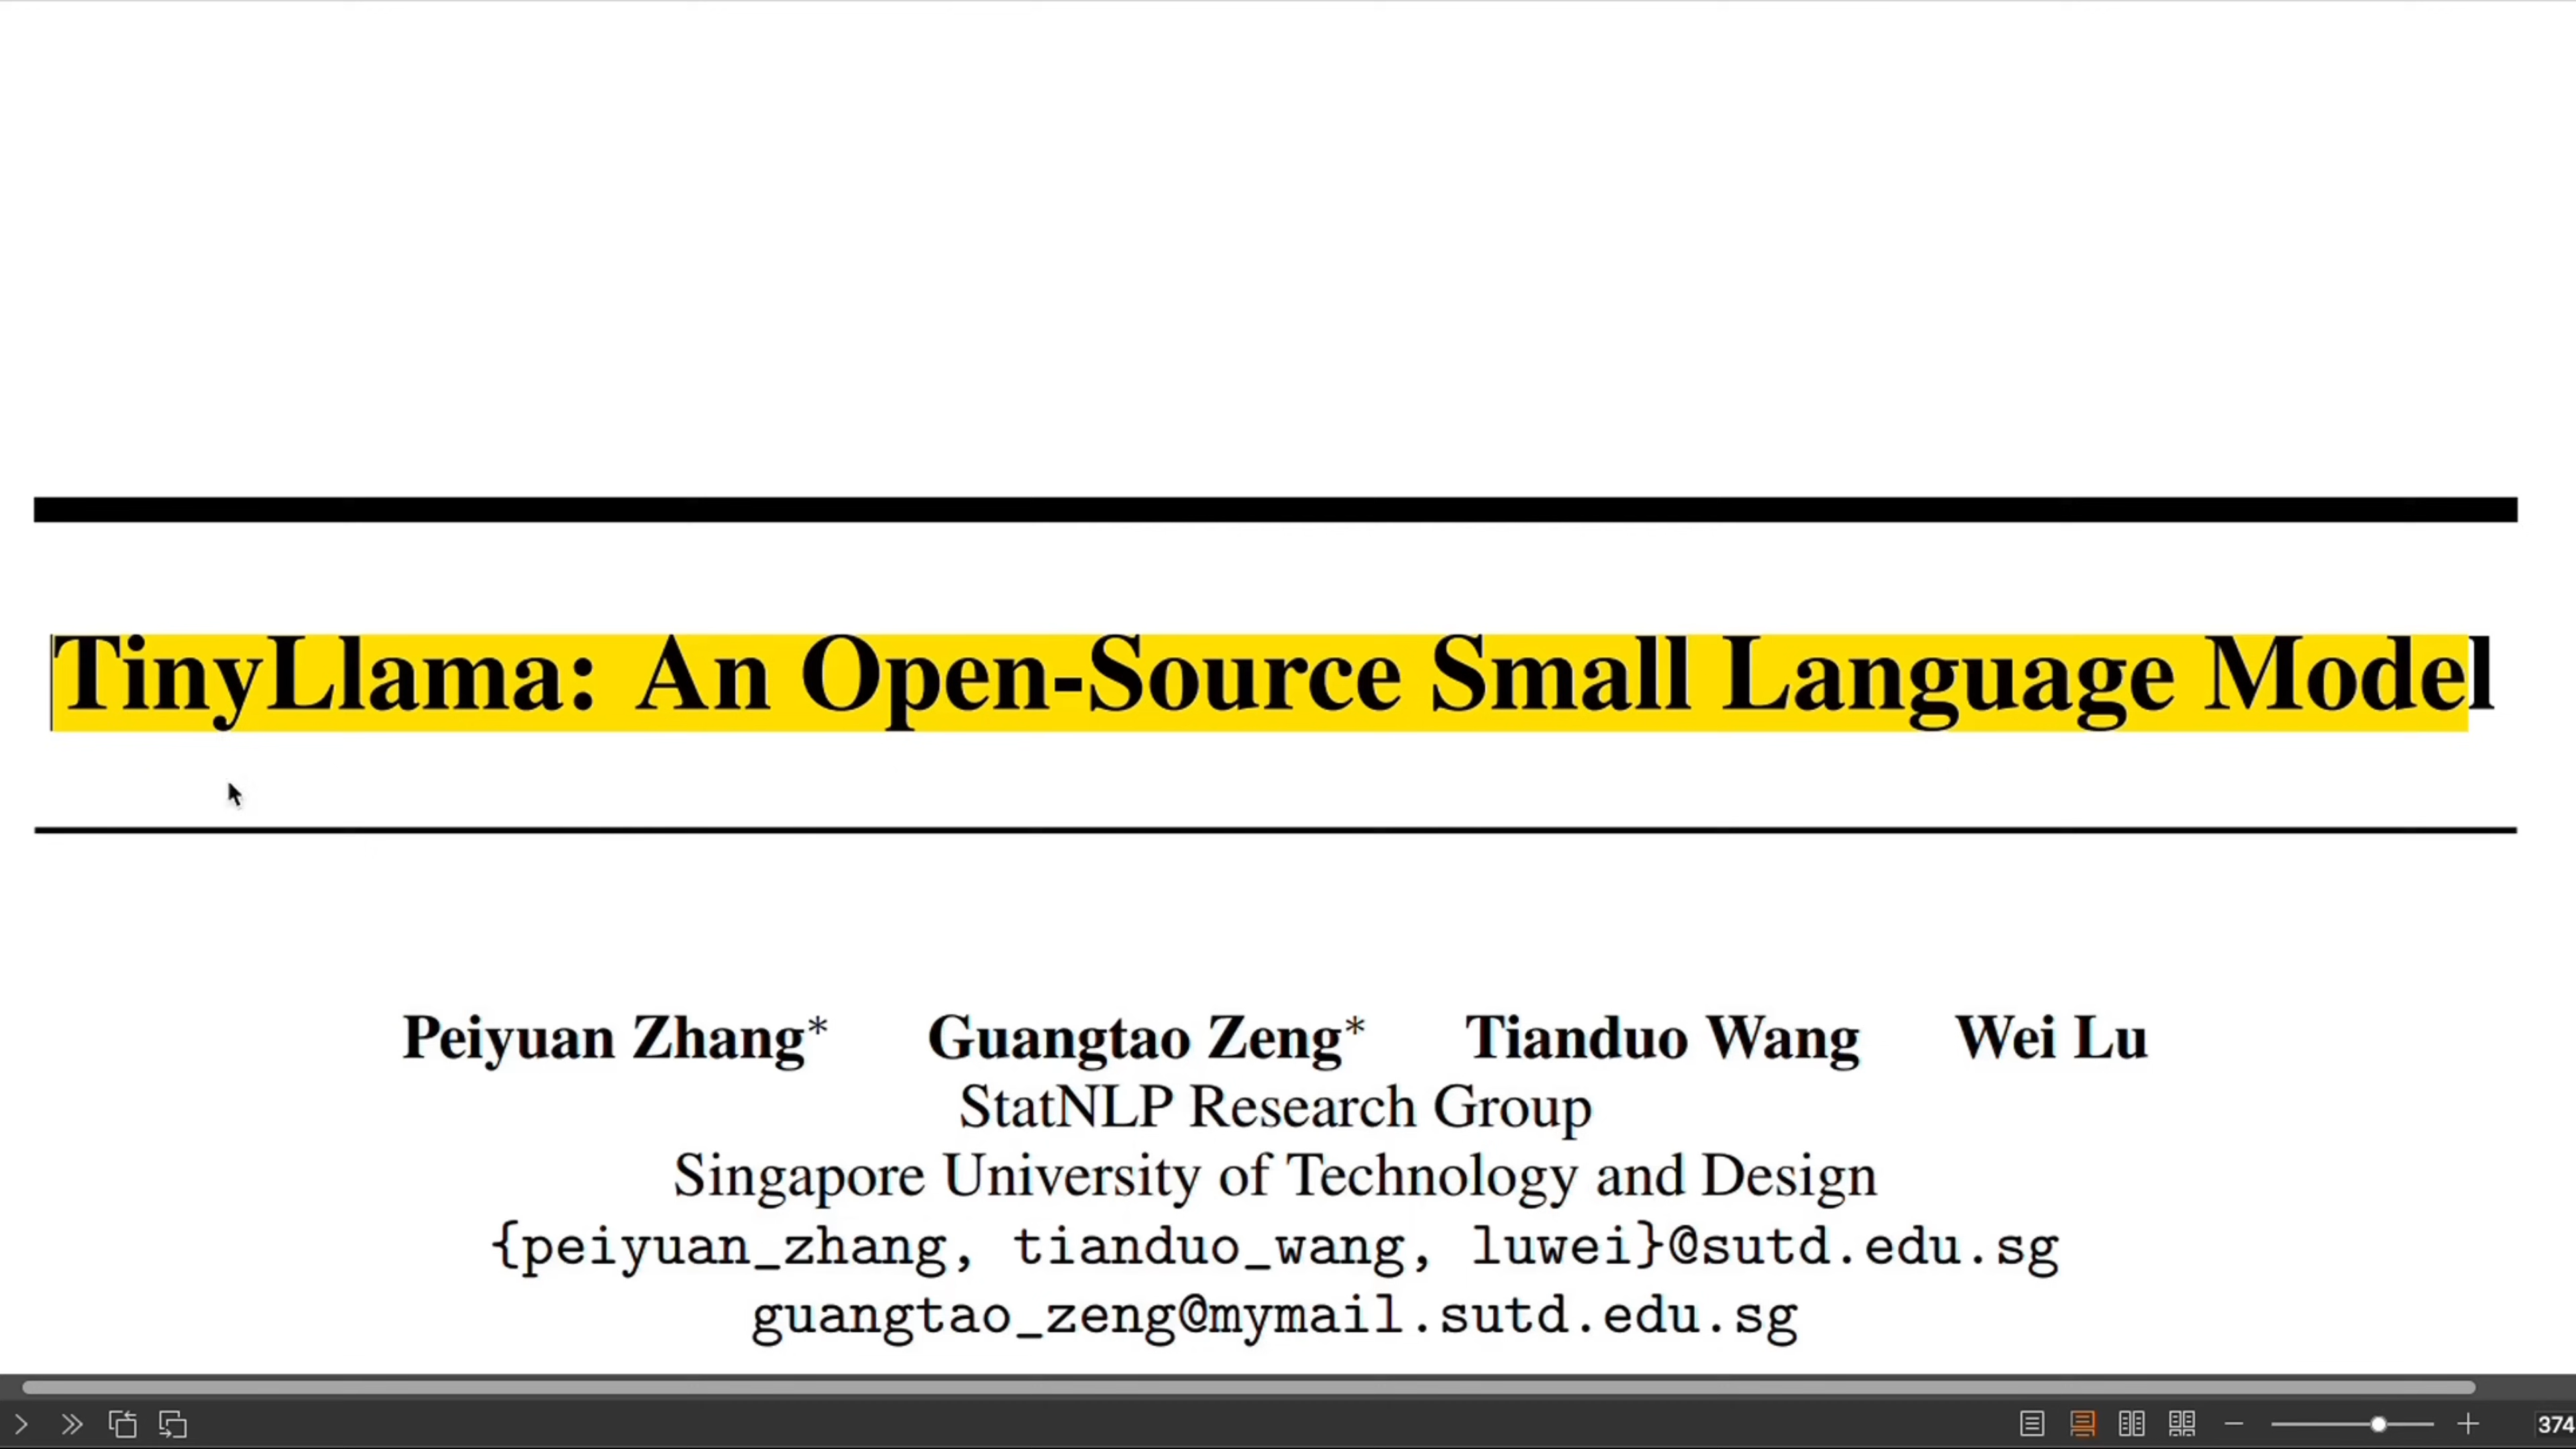 TinyLlama: An Open-Source Small Language Model
Peiyuan Zhang* Guangtao Zeng* Tianduo Wang Wei Lu
StatNLP Research Group
Singapore University of Technology and Design
{peiyuan_zhang, tianduo_wang, luwei}@sutd.edu.sg
guangtao_zeng@mymail.sutd.edu.sg
374